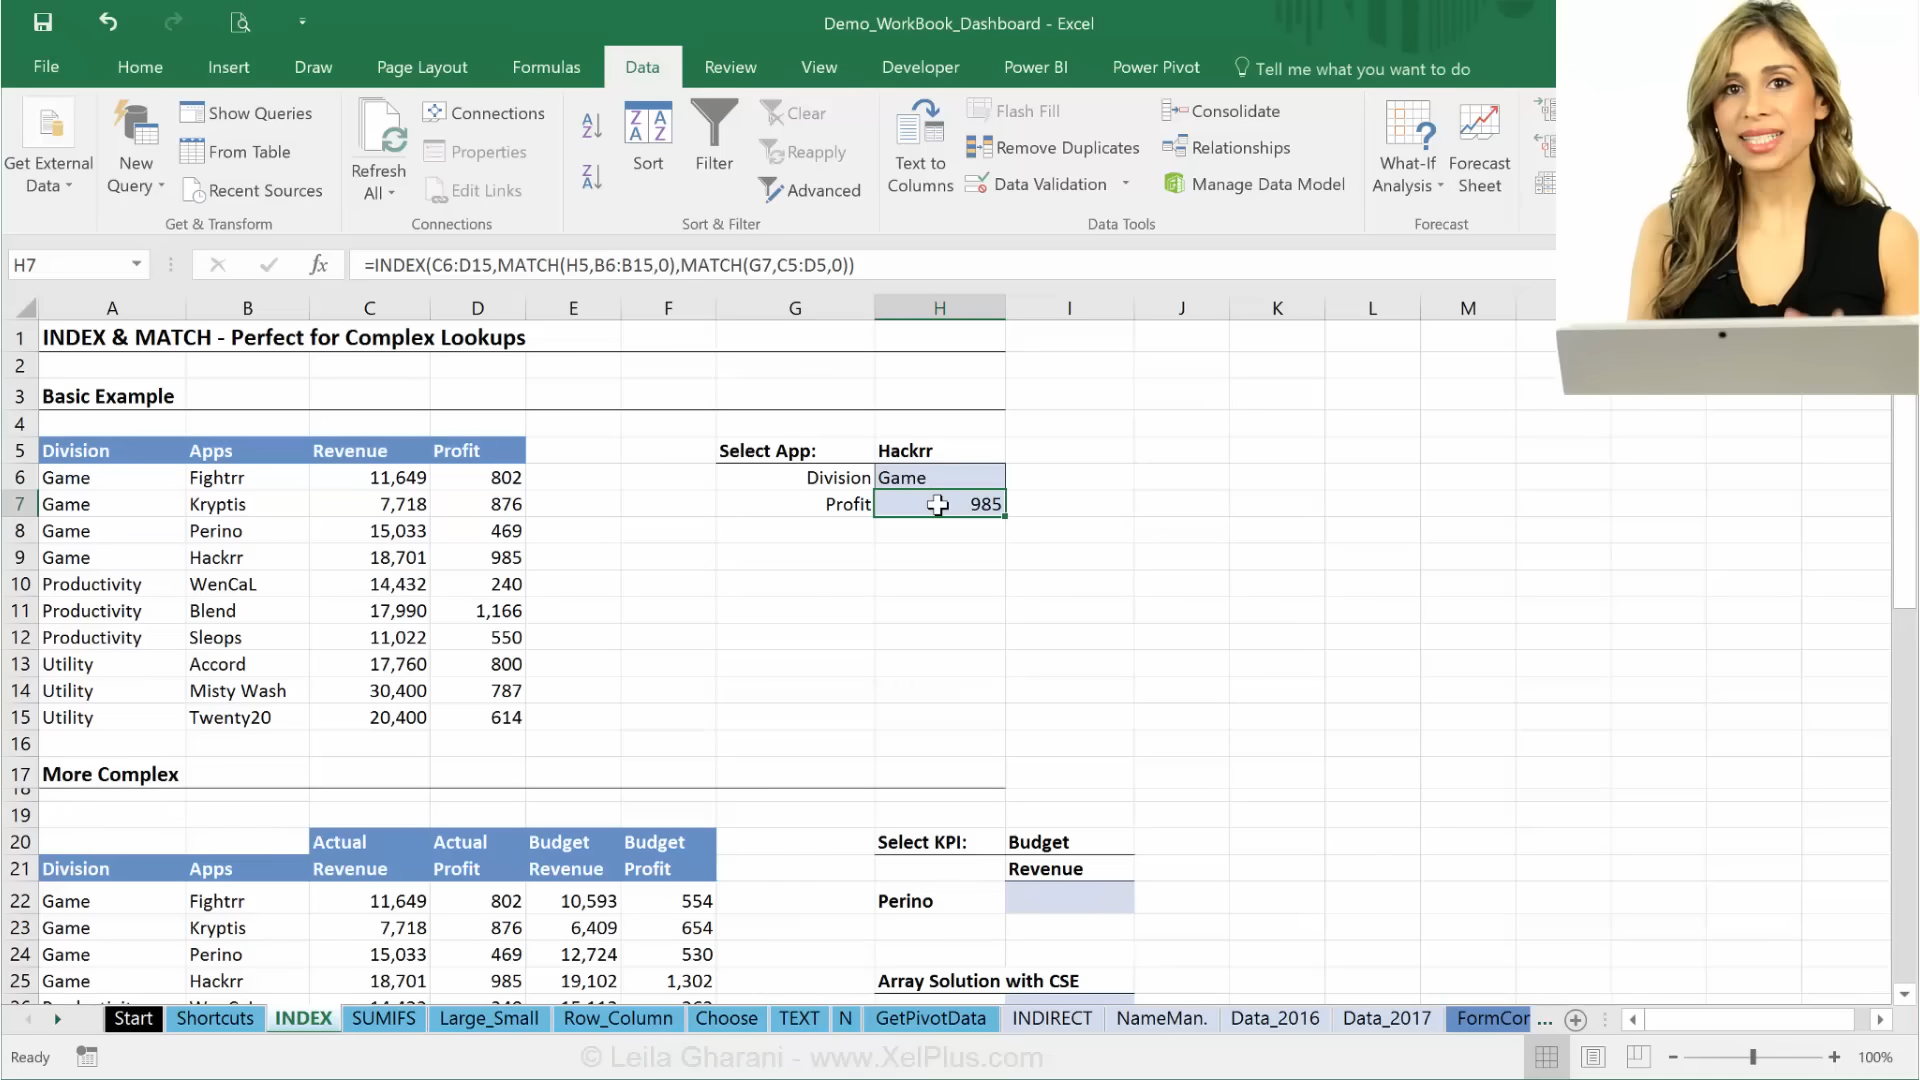 Demo_WorkBook_Dashboard - Excel
File Home Insert Draw Page Layout Formulas Data Review View Developer Power BI Power Pivot Tell me what you want to do
Get External Data
New Query
Show Queries
From Table
Recent Sources
Get & Transform
Refresh All
Connections
Properties
Edit Links
Connections
Sort
Filter
Clear
Reapply
Advanced
Sort & Filter
Text to Columns
Flash Fill
Remove Duplicates
Data Validation
Consolidate
Relationships
Manage Data Model
Data Tools
What-If Analysis
Forecast Sheet
Forecast
H7 fx =INDEX(C6:D15,MATCH(H5,B6:B15,0),MATCH(G7,C5:D5,0))
A B C D E F G H I J K L M
1 INDEX & MATCH - Perfect for Complex Lookups
2
3 Basic Example
4
5 Division Apps Revenue Profit Select App: Hackrr
6 Game Fightrr 11,649 802 Division Game
7 Game Kryptis 7,718 876 Profit 985
8 Game Perino 15,033 469
9 Game Hackrr 18,701 985
10 Productivity WenCaL 14,432 240
11 Productivity Blend 17,990 1,166
12 Productivity Sleops 11,022 550
13 Utility Accord 17,760 800
14 Utility Misty Wash 30,400 787
15 Utility Twenty20 20,400 614
16
17 More Complex
18
19
20 Actual Actual Budget Budget Select KPI: Budget
21 Division Apps Revenue Profit Revenue Profit Revenue
22 Game Fightrr 11,649 802 10,593 554 Perino
23 Game Kryptis 7,718 876 6,409 654
24 Game Perino 15,033 469 12,724 530
25 Game Hackrr 18,701 985 19,102 1,302 Array Solution with CSE
Start Shortcuts INDEX SUMIFS Large_Small Row_Column Choose TEXT N GetPivotData INDIRECT NameMan. Data_2016 Data_2017 FormCor ...
Ready © Leila Gharani - www.XelPlus.com 100%